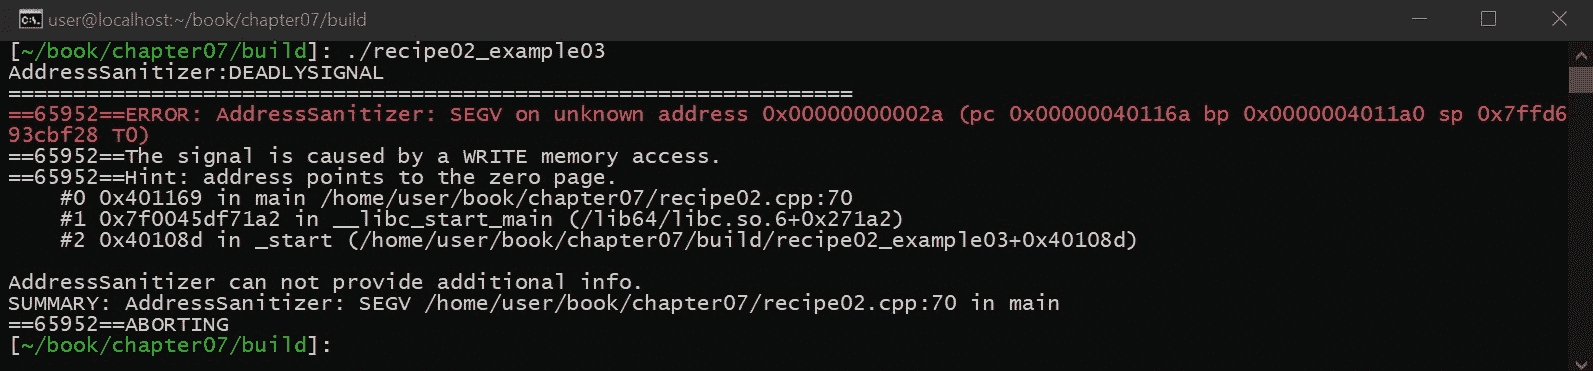 user@localhost:~/book/chapter07/build
[~/book/chapter07/build]: ./recipe02_example03
AddressSanitizer:DEADLYSIGNAL
=================================================================
==65952==ERROR: AddressSanitizer: SEGV on unknown address 0x00000000002a (pc 0x00000040116a bp 0x0000004011a0 sp 0x7ffd6
93cbf28 T0)
==65952==The signal is caused by a WRITE memory access.
==65952==Hint: address points to the zero page.
    #0 0x401169 in main /home/user/book/chapter07/recipe02.cpp:70
    #1 0x7f0045df71a2 in __libc_start_main (/lib64/libc.so.6+0x271a2)
    #2 0x40108d in _start (/home/user/book/chapter07/build/recipe02_example03+0x40108d)
AddressSanitizer can not provide additional info.
SUMMARY: AddressSanitizer: SEGV /home/user/book/chapter07/recipe02.cpp:70 in main
==65952==ABORTING
[~/book/chapter07/build]: